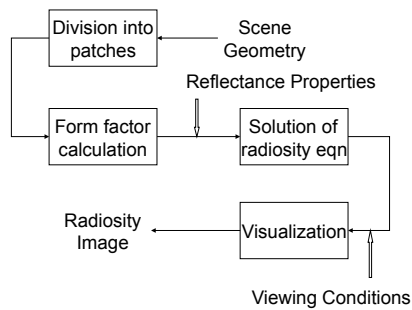 Division into
patches
Scene
Geometry
Reflectance Properties
Form factor
calculation
Solution of
radiosity eqn
Radiosity
Image
Visualization
Viewing Conditions